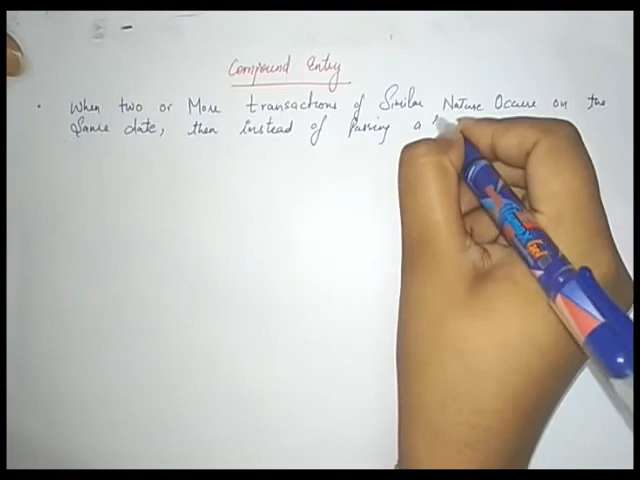 Compound Entry
• When two or More transactions of Similar Nature Occure on the
Same date, then instead of Passing a